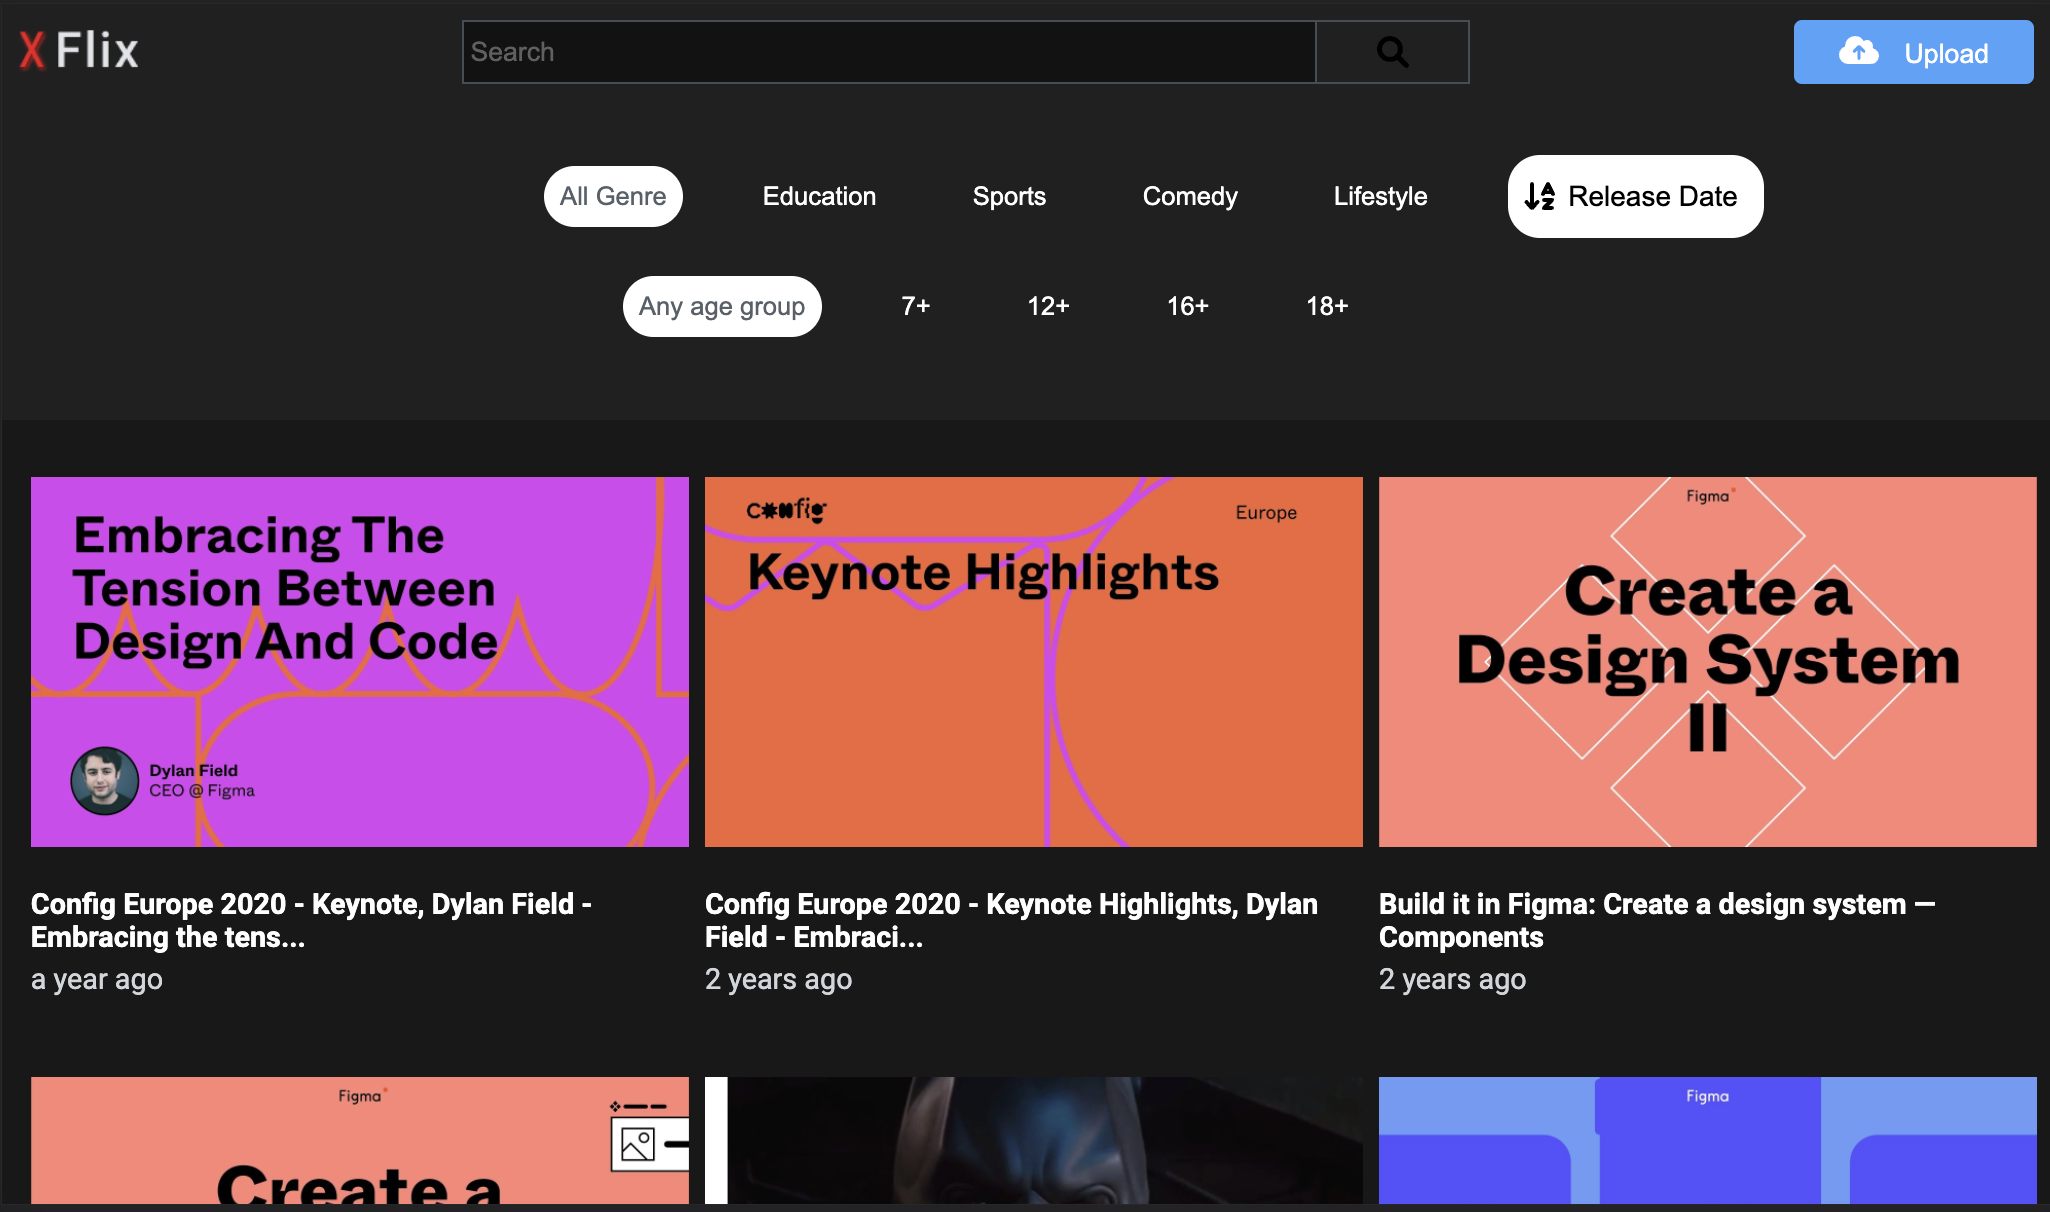 X Flix
Search
Upload
All Genre
Education
Sports
Comedy
Lifestyle
Release Date
Any age group
7+
12+
16+
18+
Embracing The
Tension Between
Design And Code
Dylan Field
CEO @ Figma
Config
Europe
Keynote Highlights
Figma
Create a
Design System
II
Config Europe 2020 - Keynote, Dylan Field -
Embracing the tens...
a year ago
Config Europe 2020 - Keynote Highlights, Dylan
Field - Embraci...
2 years ago
Build it in Figma: Create a design system —
Components
2 years ago
Figma
Create a
Figma